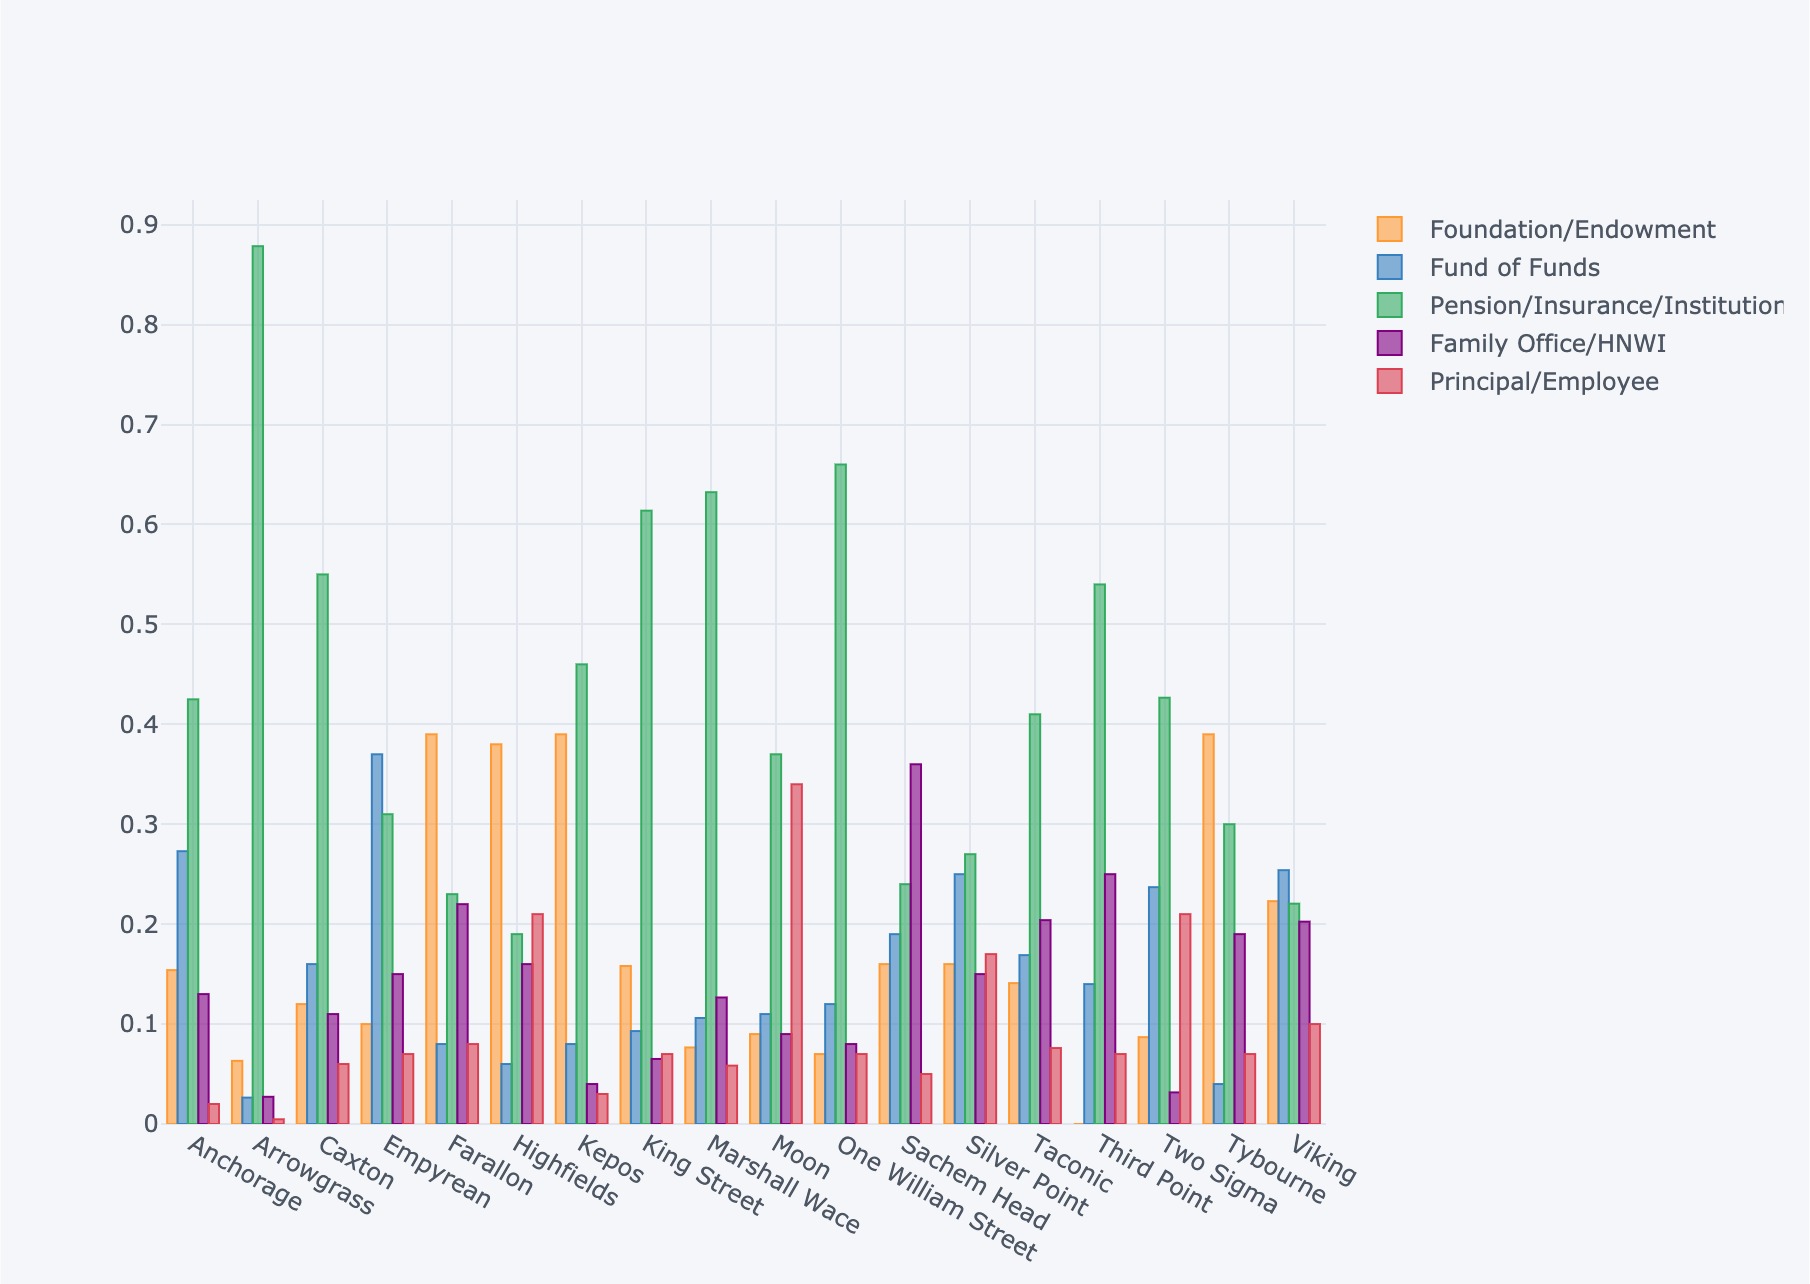 0.9
0.8
0.7
0.6
0.5
0.4
0.3
0.2
0.1
0
Anchorage
Arrowgrass
Caxton
Empyrean
Farallon
Highfields
Kepos
King Street
Marshall Wace
Moon
One William Street
Sachem Head
Silver Point
Taconic
Third Point
Two Sigma
Tybourne
Viking
Foundation/Endowment
Fund of Funds
Pension/Insurance/Institution
Family Office/HNWI
Principal/Employee